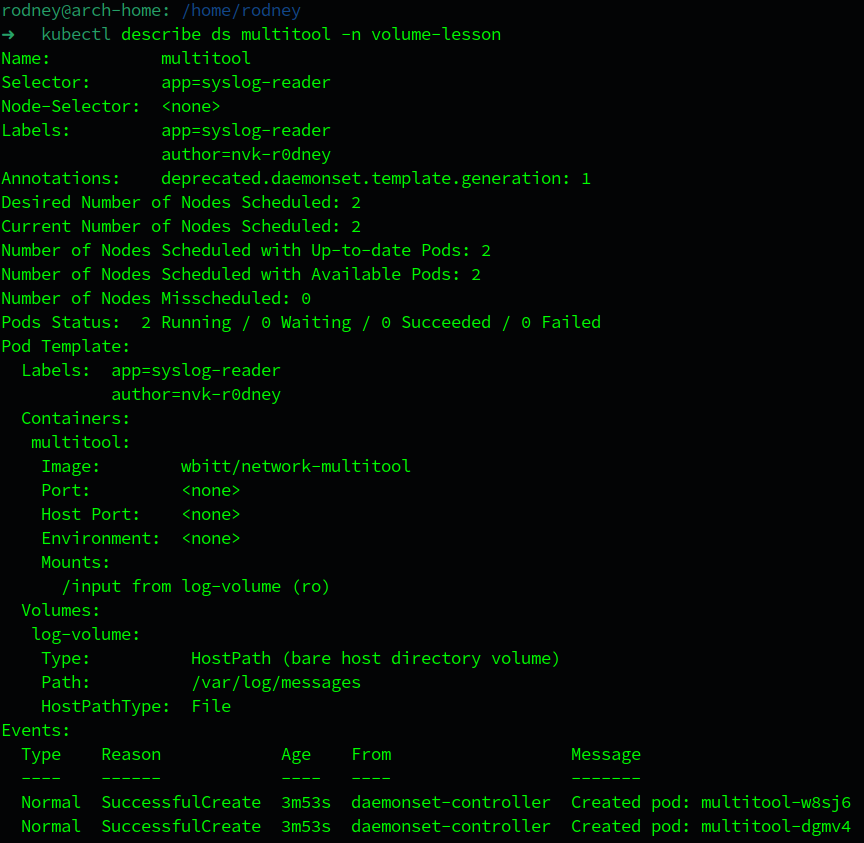 rodney@arch-home: /home/rodney
→ kubectl describe ds multitool -n volume-lesson
Name:           multitool
Selector:       app=syslog-reader
Node-Selector:  <none>
Labels:         app=syslog-reader
                author=nvk-r0dney
Annotations:    deprecated.daemonset.template.generation: 1
Desired Number of Nodes Scheduled: 2
Current Number of Nodes Scheduled: 2
Number of Nodes Scheduled with Up-to-date Pods: 2
Number of Nodes Scheduled with Available Pods: 2
Number of Nodes Misscheduled: 0
Pods Status:  2 Running / 0 Waiting / 0 Succeeded / 0 Failed
Pod Template:
  Labels:  app=syslog-reader
           author=nvk-r0dney
  Containers:
   multitool:
    Image:        wbitt/network-multitool
    Port:         <none>
    Host Port:    <none>
    Environment:  <none>
    Mounts:
      /input from log-volume (ro)
  Volumes:
   log-volume:
    Type:          HostPath (bare host directory volume)
    Path:          /var/log/messages
    HostPathType:  File
Events:
  Type    Reason            Age    From                  Message
  ----    ------            ----   ----                  -------
  Normal  SuccessfulCreate  3m53s  daemonset-controller  Created pod: multitool-w8sj6
  Normal  SuccessfulCreate  3m53s  daemonset-controller  Created pod: multitool-dgmv4